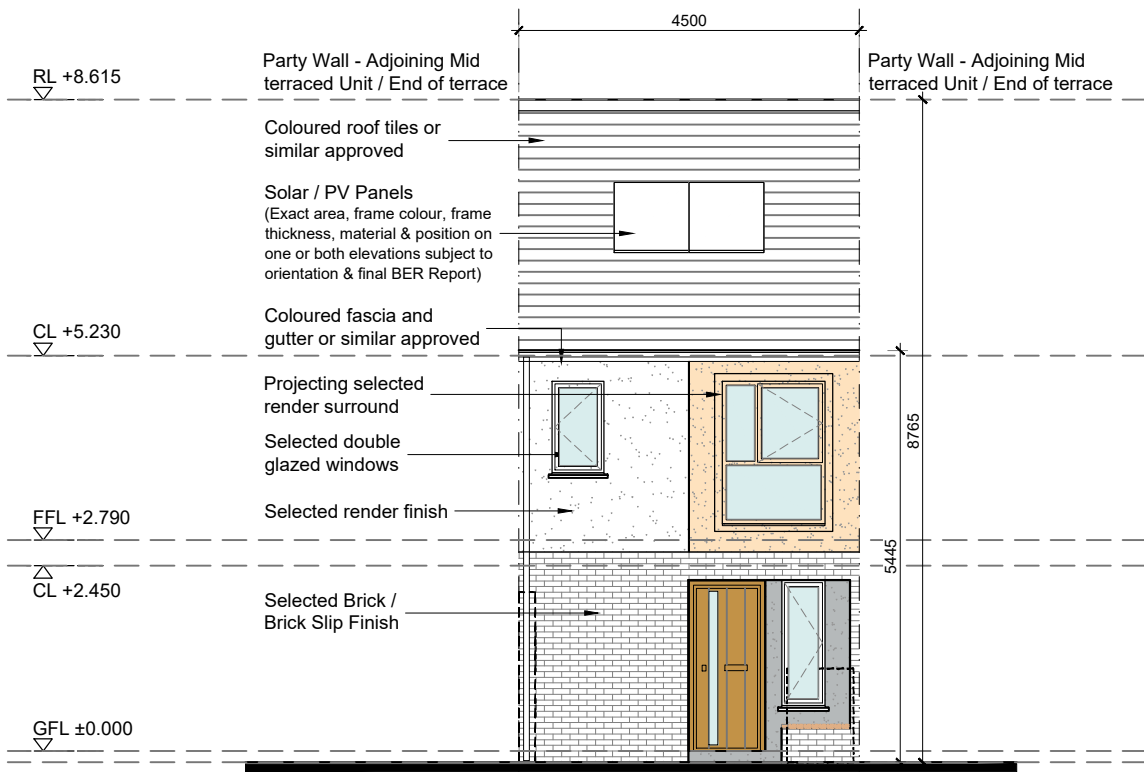 4500
Party Wall - Adjoining Mid
terraced Unit / End of terrace
Party Wall - Adjoining Mid
terraced Unit / End of terrace
RL +8.615
Coloured roof tiles or
similar approved
Solar / PV Panels
(Exact area, frame colour, frame
thickness, material & position on
one or both elevations subject to
orientation & final BER Report)
Coloured fascia and
gutter or similar approved
CL +5.230
Projecting selected
render surround
8765
Selected double
glazed windows
Selected render finish
FFL +2.790
5445
CL +2.450
Selected Brick /
Brick Slip Finish
GFL ±0.000